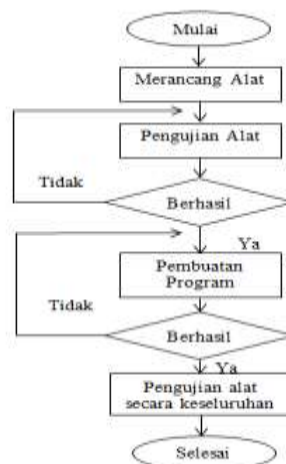 Mulai
Merancang Alat
Pengujian Alat
Tidak
Berhasil
Ya
Pembuatan
Program
Tidak
Berhasil
Ya
Pengujian alat
secara keseluruhan
Selesai